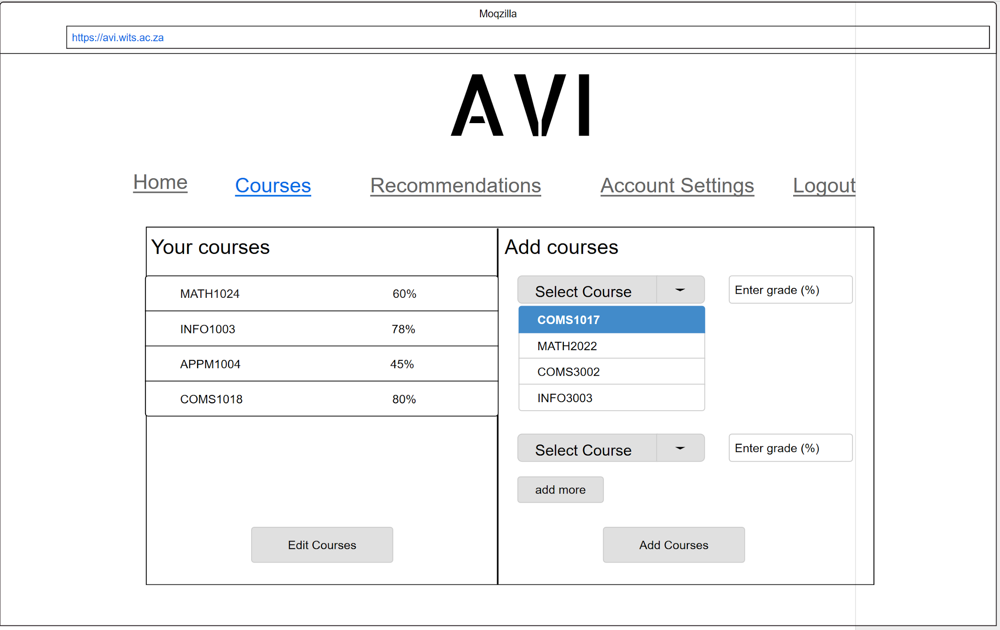 Moqzilla
https://avi.wits.ac.za
AVI
Home Courses Recommendations Account Settings Logout
Your courses
MATH1024 60%
INFO1003 78%
APPM1004 45%
COMS1018 80%
Edit Courses
Add courses
Select Course Enter grade (%)
COMS1017
MATH2022
COMS3002
INFO3003
Select Course Enter grade (%)
add more
Add Courses